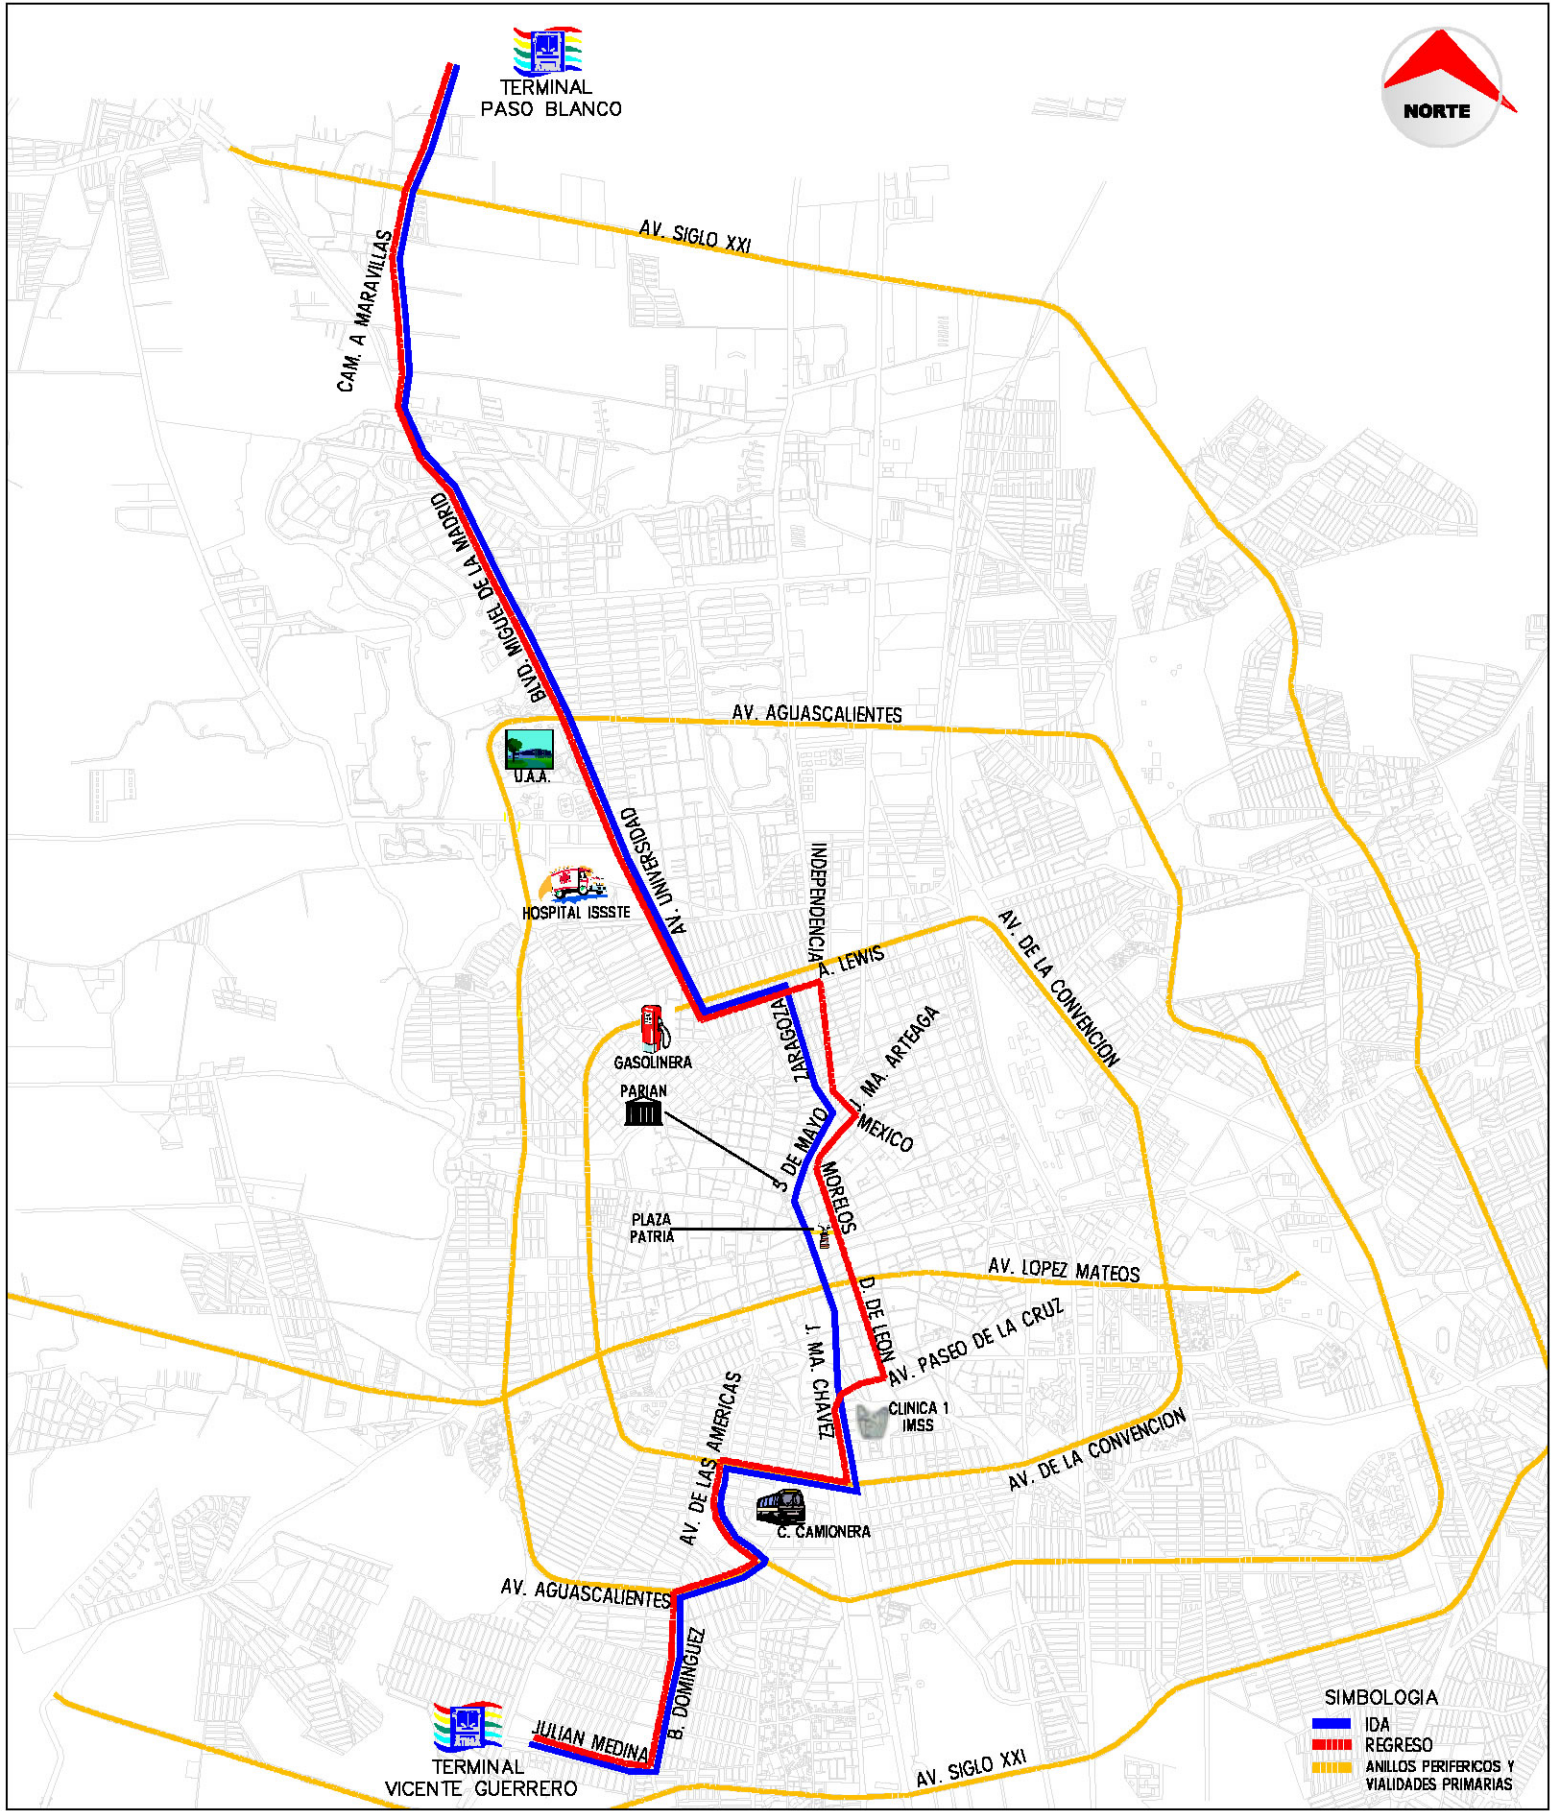 TERMINAL
PASO BLANCO
NORTE
AV. SIGLO XXI
CAM. A MARAVILLAS
BLVD. MIGUEL DE LA MADRID
AV. AGUASCALIENTES
U.A.A.
AV. UNIVERSIDAD
INDEPENDENCIA
HOSPITAL ISSSTE
A. LEWIS
AV. DE LA CONVENCION
ZARAGOZA
GASOLINERA
J. MA. ARTEAGA
PARIAN
5 DE MAYO
MEXICO
MORELOS
PLAZA
PATRIA
AV. LOPEZ MATEOS
D. DE LEON
J. MA. CHAVEZ
AV. PASEO DE LA CRUZ
AV. DE LAS AMERICAS
CLINICA 1
IMSS
AV. DE LA CONVENCION
C. CAMIONERA
AV. AGUASCALIENTES
B. DOMINGUEZ
JULIAN MEDINA
TERMINAL
VICENTE GUERRERO
AV. SIGLO XXI
SIMBOLOGIA
IDA
REGRESO
ANILLOS PERIFERICOS Y
VIALIDADES PRIMARIAS